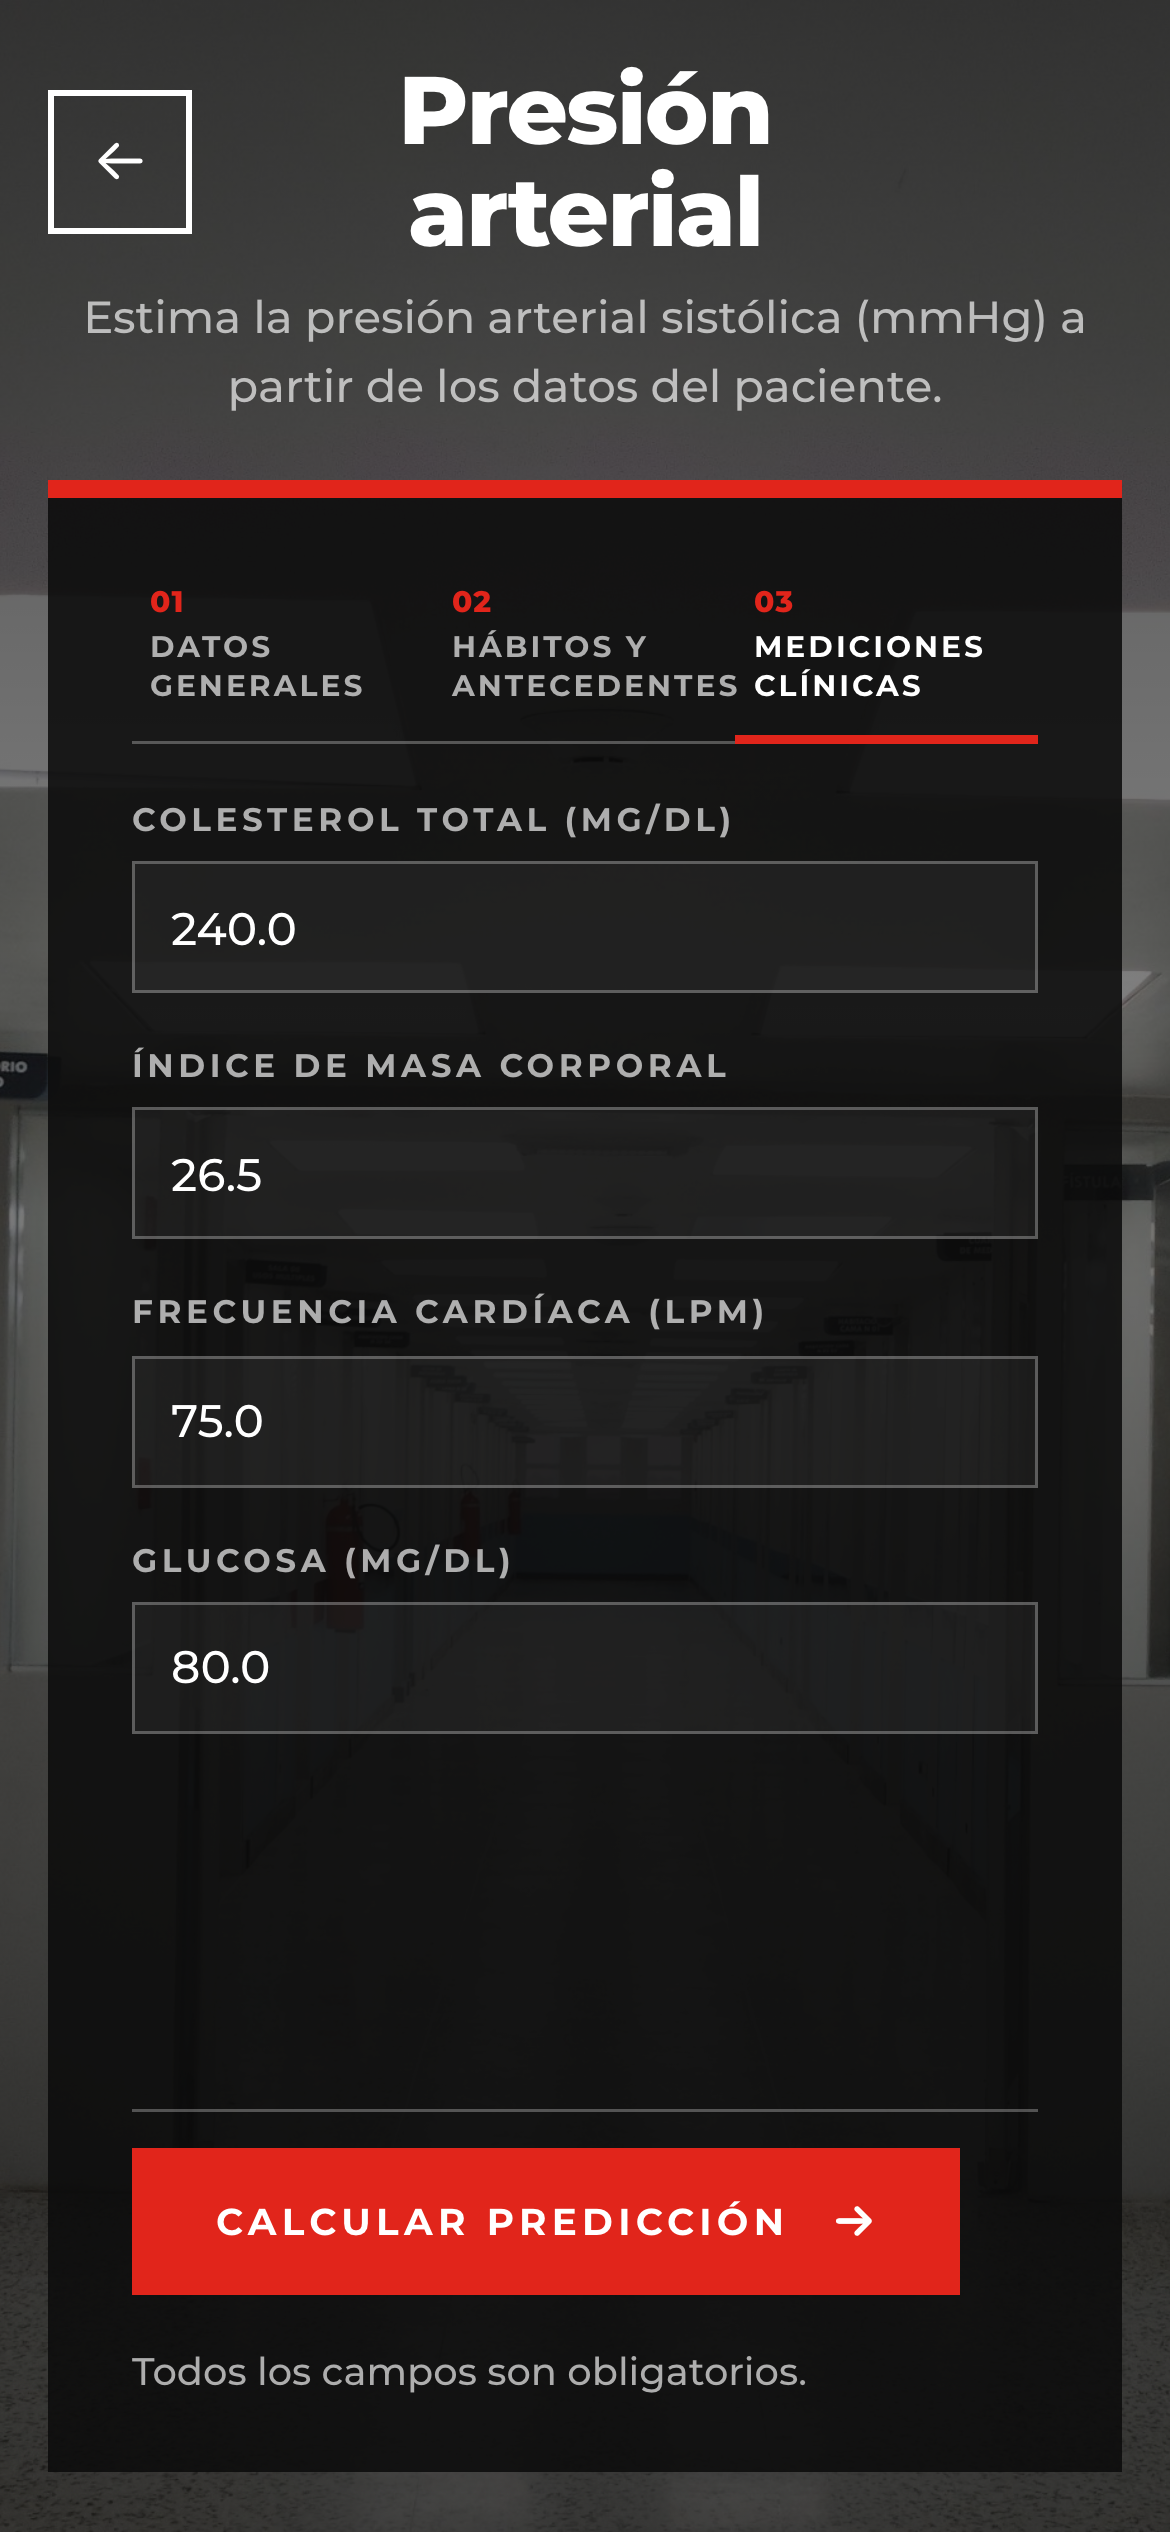 Presión
arterial
Estima la presión arterial sistólica (mmHg) a
partir de los datos del paciente.
01
DATOS
GENERALES
02
HÁBITOS Y
ANTECEDENTES
03
MEDICIONES
CLÍNICAS
COLESTEROL TOTAL (MG/DL)
240.0
ÍNDICE DE MASA CORPORAL
26.5
FRECUENCIA CARDÍACA (LPM)
75.0
GLUCOSA (MG/DL)
80.0
CALCULAR PREDICCIÓN
Todos los campos son obligatorios.